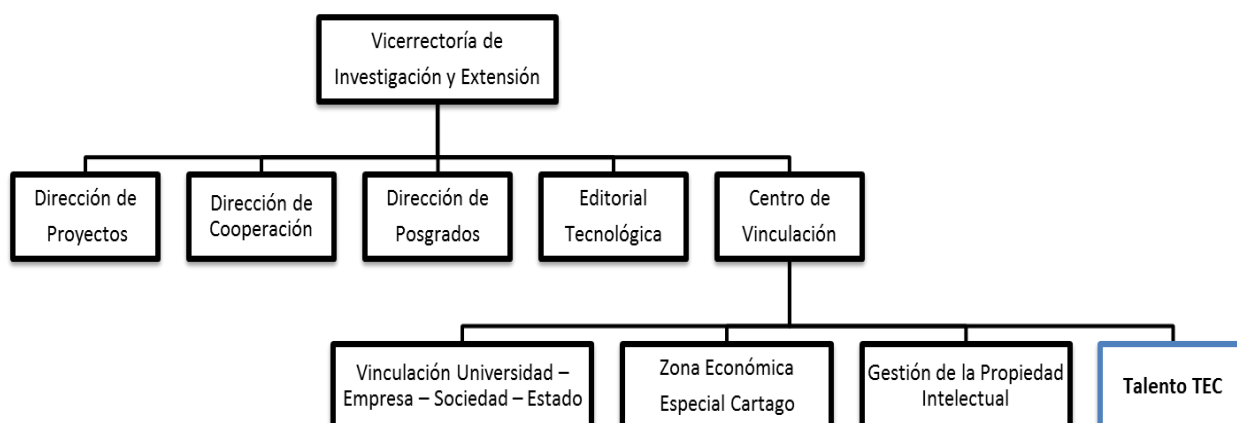 Vicerrectoría de
Investigación y Extensión
Dirección de
Proyectos
Dirección de
Cooperación
Dirección de
Posgrados
Editorial
Tecnológica
Centro de
Vinculación
Vinculación Universidad –
Empresa – Sociedad – Estado
Zona Económica
Especial Cartago
Gestión de la Propiedad
Intelectual
Talento TEC